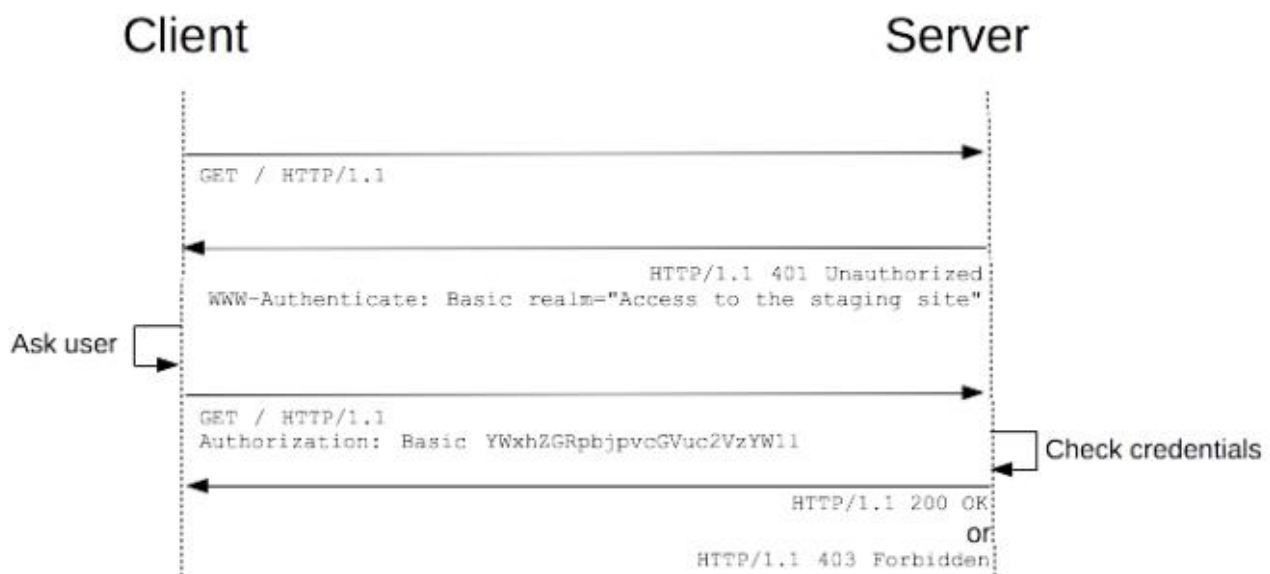 Client
Server
GET / HTTP/1.1
HTTP/1.1 401 Unauthorized
WWW-Authenticate: Basic realm="Access to the staging site"
Ask user
GET / HTTP/1.1
Authorization: Basic YWxhZGRpbjpvcGVuc2VzYW1l
Check credentials
HTTP/1.1 200 OK
or
HTTP/1.1 403 Forbidden